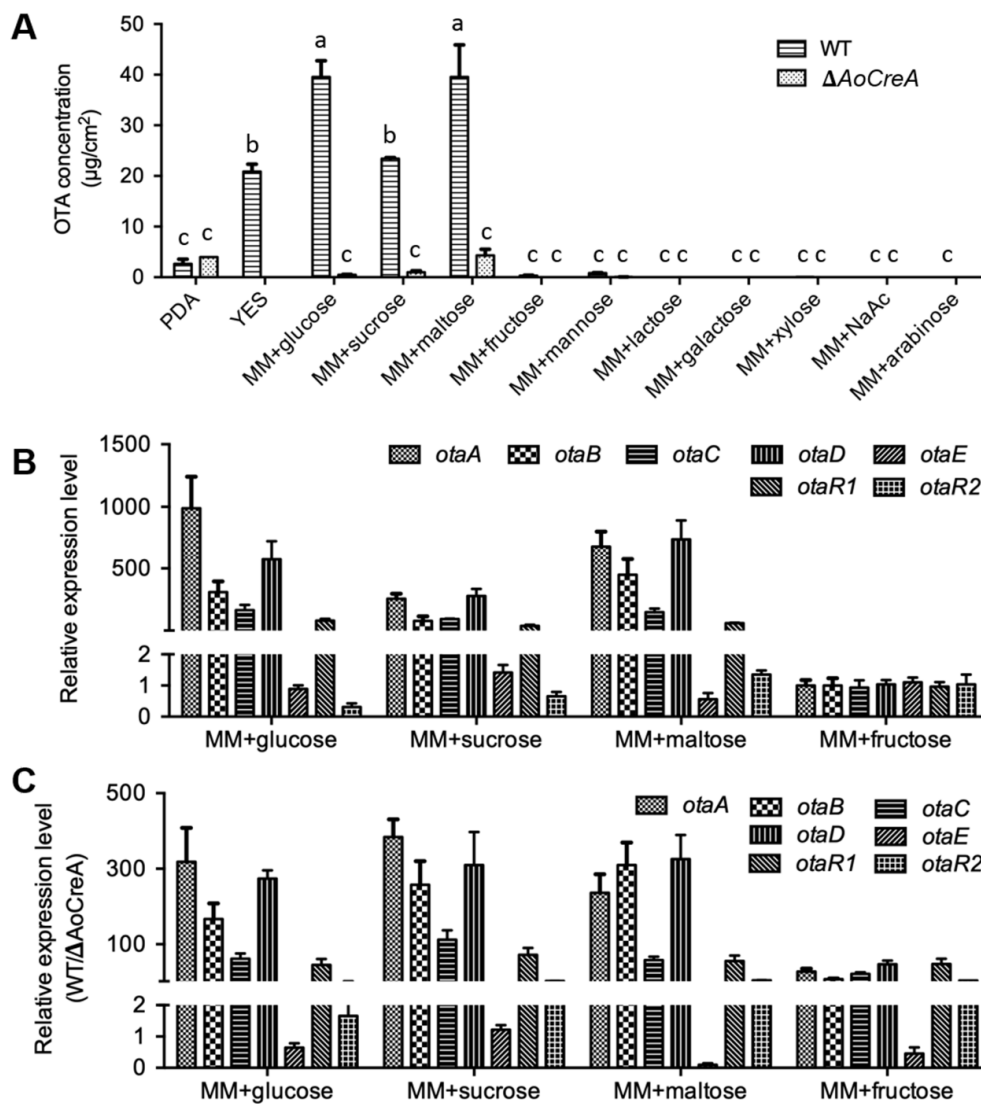 A
OTA concentration
(µg/cm²)
50
40
30
20
10
0
WT
ΔAoCreA
c c
b
a
c
b
c
a
c
c c
c c
c c
c c
c c
c c
c
PDA
YES
MM+glucose
MM+sucrose
MM+maltose
MM+fructose
MM+mannose
MM+lactose
MM+galactose
MM+xylose
MM+NaAc
MM+arabinose
B
Relative expression level
1500
1000
500
2
1
0
otaA otaB otaC otaD otaE
otaR1 otaR2
MM+glucose MM+sucrose MM+maltose MM+fructose
C
Relative expression level
(WT/ΔAoCreA)
500
300
100
2
1
0
otaA otaB otaC
otaD otaE
otaR1 otaR2
MM+glucose MM+sucrose MM+maltose MM+fructose